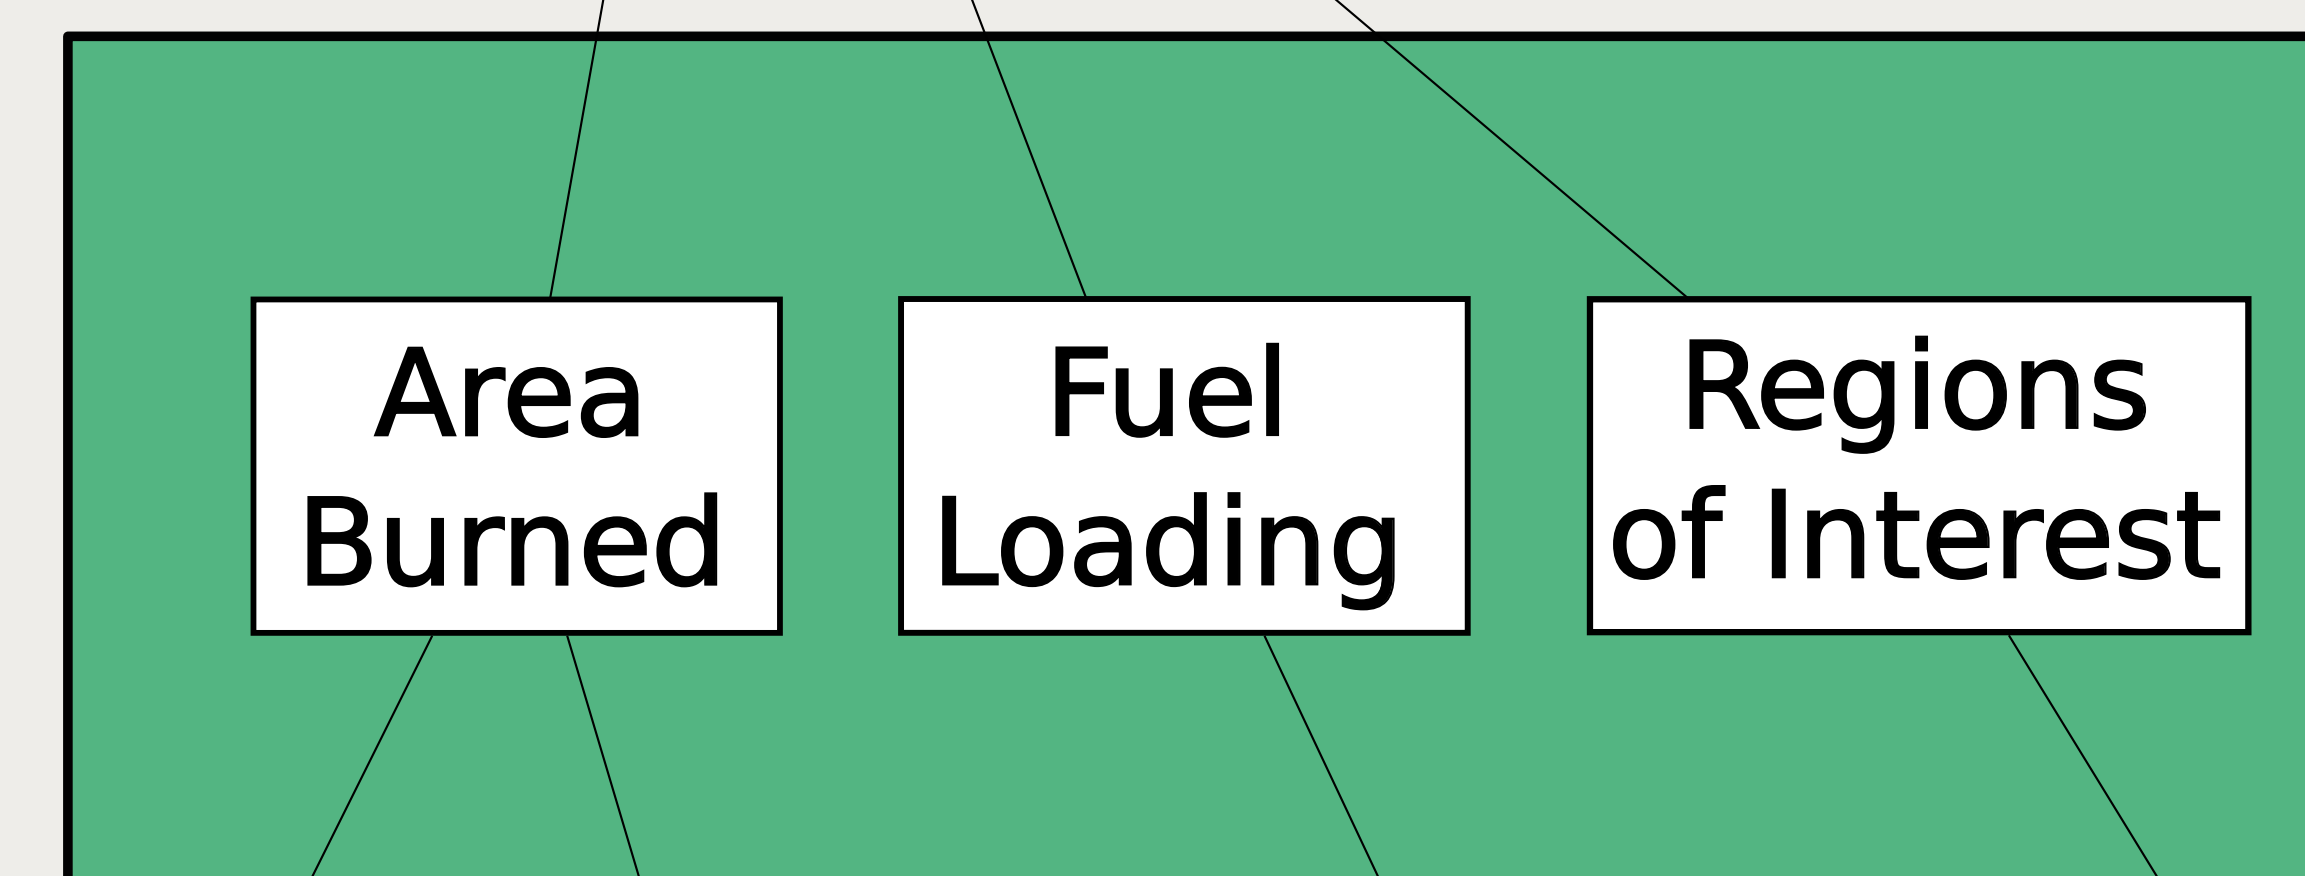 Area
Burned
Fuel
Loading
Regions
of Interest